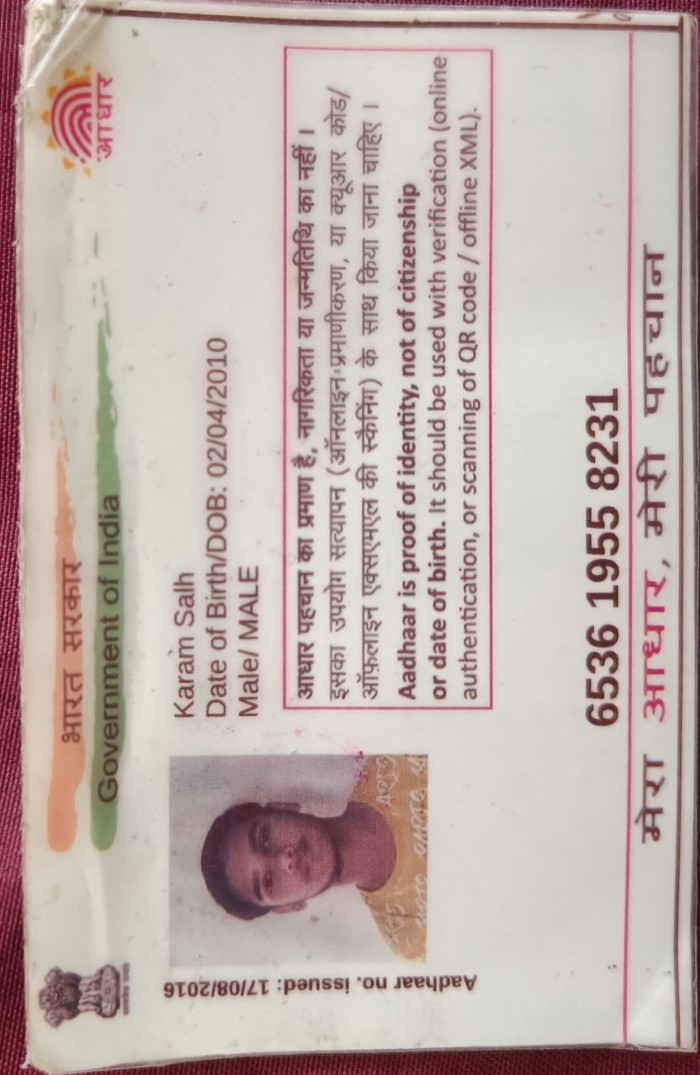 भारत सरकार
Government of India
आधार
Karam Salh
Date of Birth/DOB: 02/04/2010
Male/ MALE
आधार पहचान का प्रमाण है, नागरिकता या जन्मतिथि का नहीं ।
इसका उपयोग सत्यापन (ऑनलाइन प्रमाणीकरण, या क्यूआर कोड/
ऑफ़लाइन एक्सएमएल की स्कैनिंग) के साथ किया जाना चाहिए ।
Aadhaar is proof of identity, not of citizenship
or date of birth. It should be used with verification (online
authentication, or scanning of QR code / offline XML).
Aadhaar no. issued: 17/08/2016
6536 1955 8231
मेरा आधार, मेरी पहचान